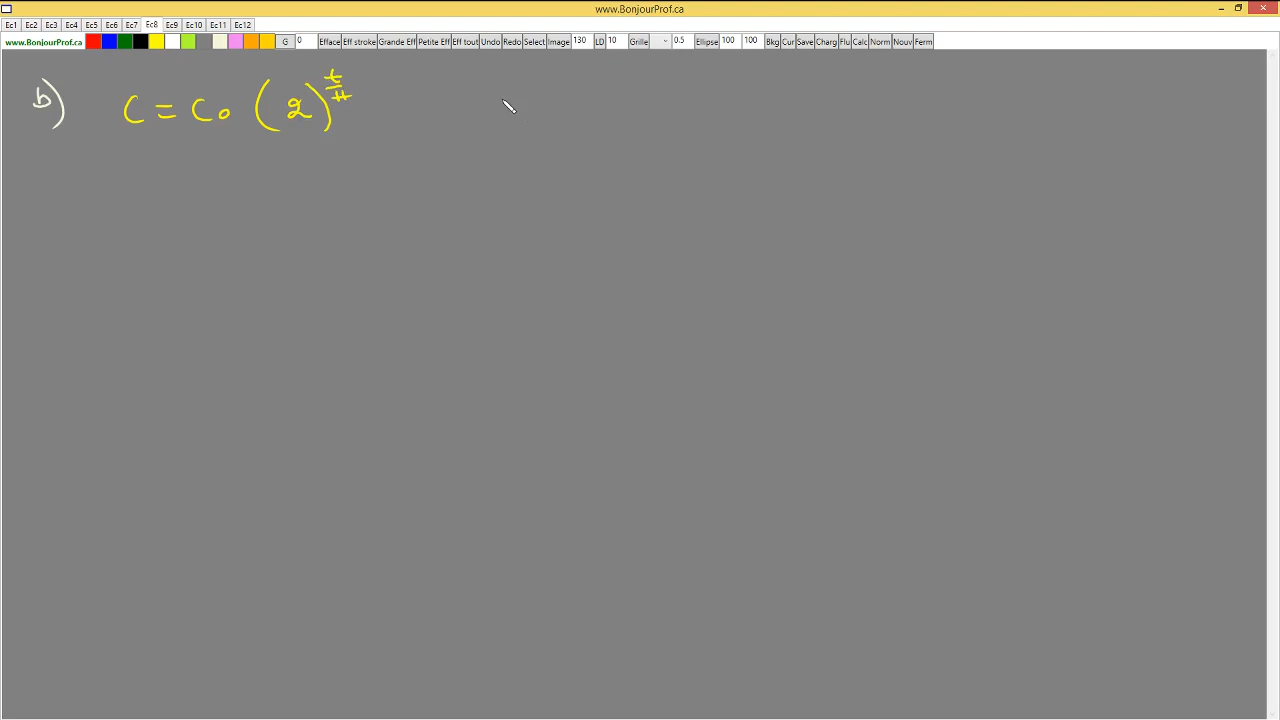 www.BonjourProf.ca
Ec1 Ec2 Ec3 Ec4 Ec5 Ec6 Ec7 Ec8 Ec9 Ec10 Ec11 Ec12
www.BonjourProf.ca G 0 Efface Eff stroke Grande Eff Petite Eff Eff tout Undo Redo Select Image 130 LD 10 Grille 0.5 Ellipse 100 100 Bkg Cur Save Charg Flu Calc Norm Nouv Ferm
b) C = C₀ (2)^(t/H)